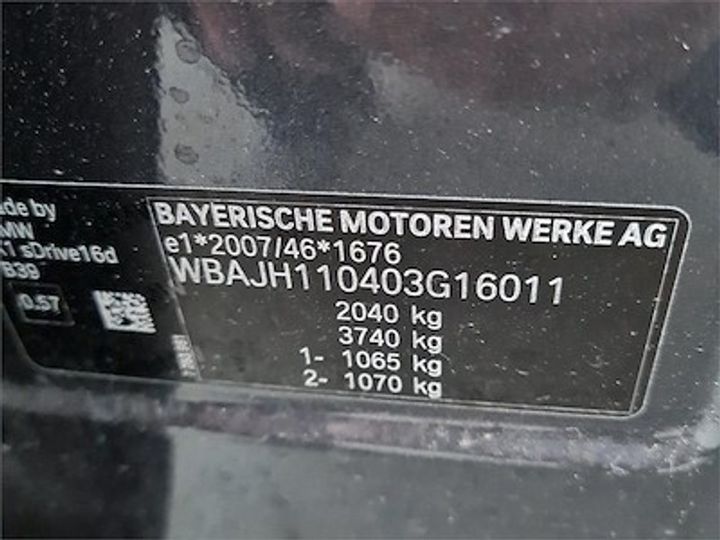 de by
MW
1 sDrive16d
B39
0.57
BAYERISCHE MOTOREN WERKE AG
e1*2007/46*1676
WBAJH110403G16011
2040 kg
3740 kg
1- 1065 kg
2- 1070 kg